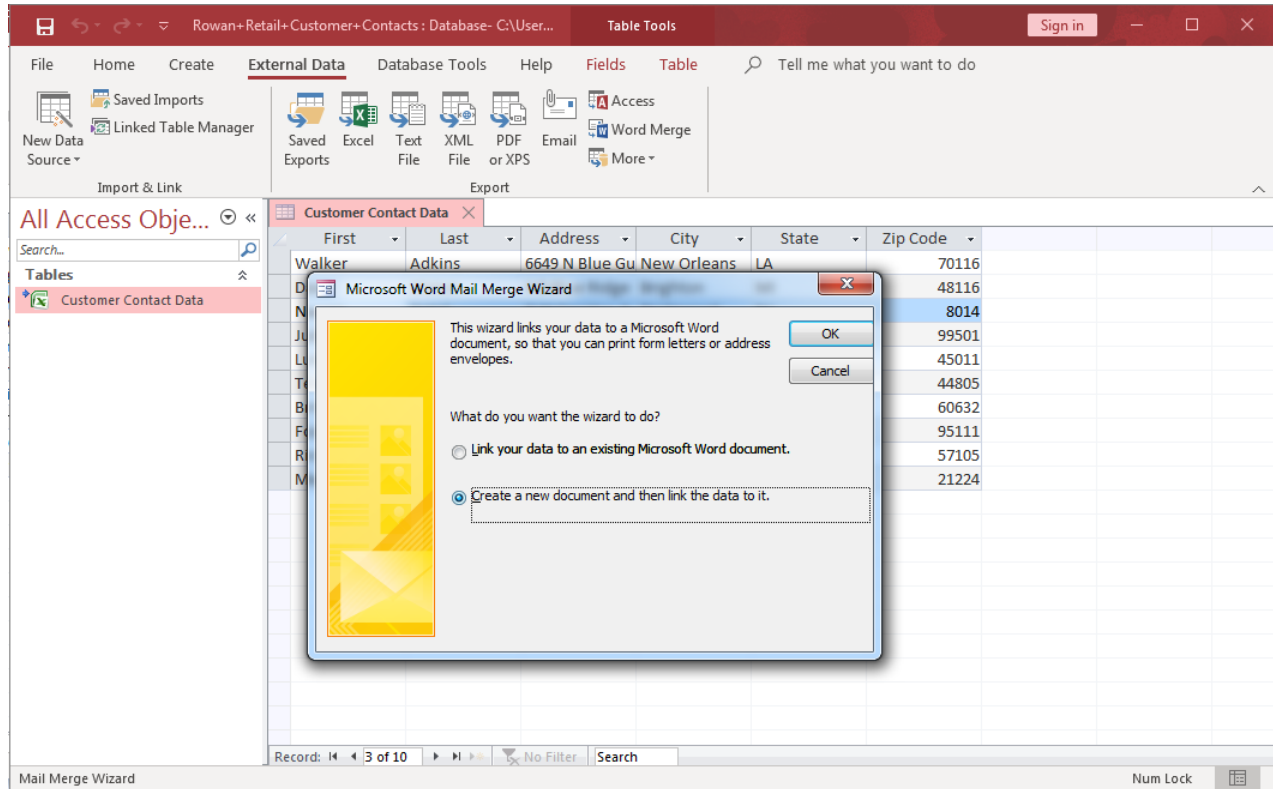 Rowan+Retail+Customer+Contacts : Database- C:\User...
Table Tools
Sign in
File Home Create External Data Database Tools Help Fields Table Tell me what you want to do
New Data Source
Saved Imports
Linked Table Manager
Import & Link
Saved Exports
Excel
Text File
XML File
PDF or XPS
Email
Access
Word Merge
More
Export
All Access Obje...
Search...
Tables
Customer Contact Data
Customer Contact Data
First Last Address City State Zip Code
Walker Adkins 6649 N Blue Gu New Orleans LA 70116
48116
8014
99501
45011
44805
60632
95111
57105
21224
Microsoft Word Mail Merge Wizard
This wizard links your data to a Microsoft Word
document, so that you can print form letters or address
envelopes.
OK
Cancel
What do you want the wizard to do?
Link your data to an existing Microsoft Word document.
Create a new document and then link the data to it.
Record: 3 of 10 No Filter Search
Mail Merge Wizard
Num Lock